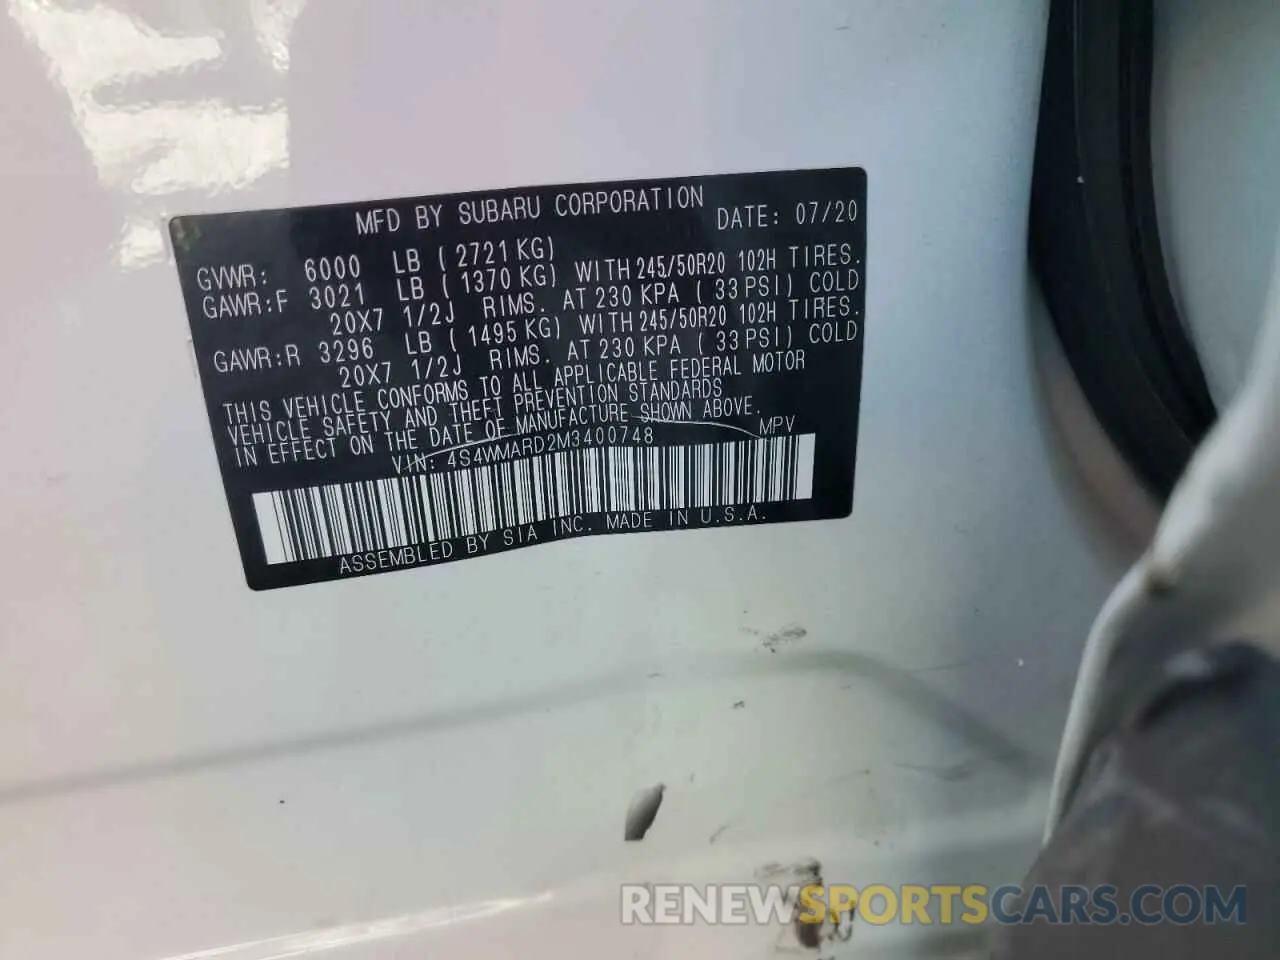 MFD BY SUBARU CORPORATION DATE: 07/20
GVWR: 6000 LB ( 2721 KG)
GAWR:F 3021 LB ( 1370 KG) WITH 245/50R20 102H TIRES.
20X7 1/2J RIMS. AT 230 KPA ( 33 PSI) COLD
GAWR:R 3296 LB ( 1495 KG) WITH 245/50R20 102H TIRES.
20X7 1/2J RIMS. AT 230 KPA ( 33 PSI) COLD
THIS VEHICLE CONFORMS TO ALL APPLICABLE FEDERAL MOTOR
VEHICLE SAFETY AND THEFT PREVENTION STANDARDS
IN EFFECT ON THE DATE OF MANUFACTURE SHOWN ABOVE.
VIN: 4S4WMARD2M3400748 MPV
ASSEMBLED BY SIA INC. MADE IN U.S.A.
RENEWSPORTSCARS.COM